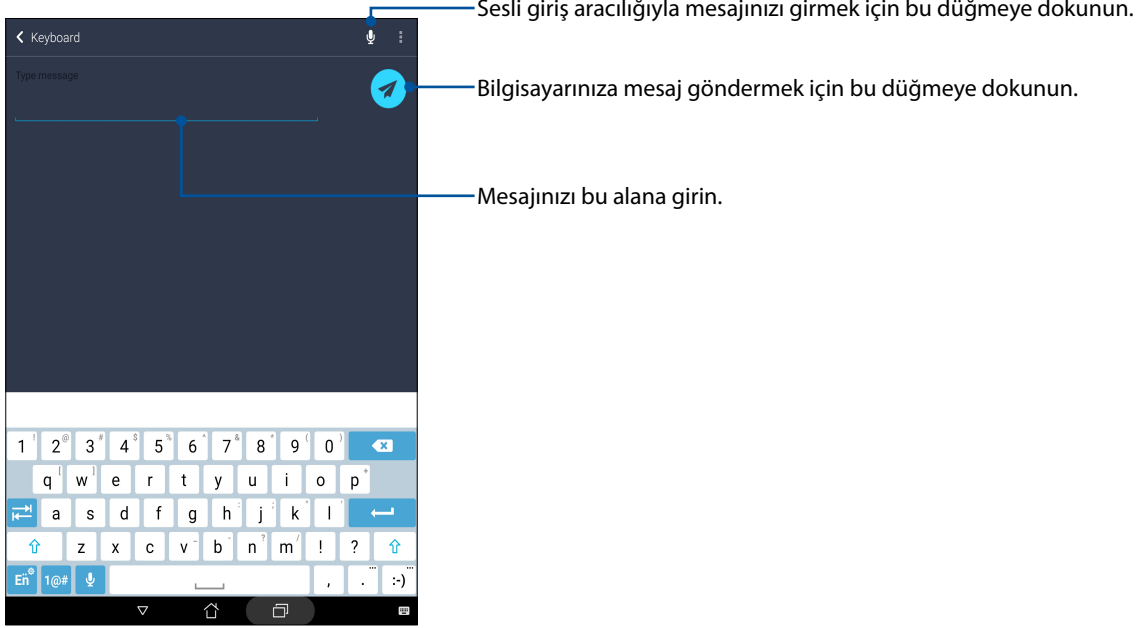 Sesli giriş aracılığıyla mesajınızı girmek için bu düğmeye dokunun.
Keyboard
Type message
Bilgisayarınıza mesaj göndermek için bu düğmeye dokunun.
Mesajınızı bu alana girin.
1 ! 2 @ 3 # 4 $ 5 % 6 ^ 7 & 8 * 9 ( 0 )
q [ w ] e r t y u i o p +
a s d f g h : j ; k " l '
z x c v - b ¯ n ? m / ! ?
En 1@# , . ... :-) ...